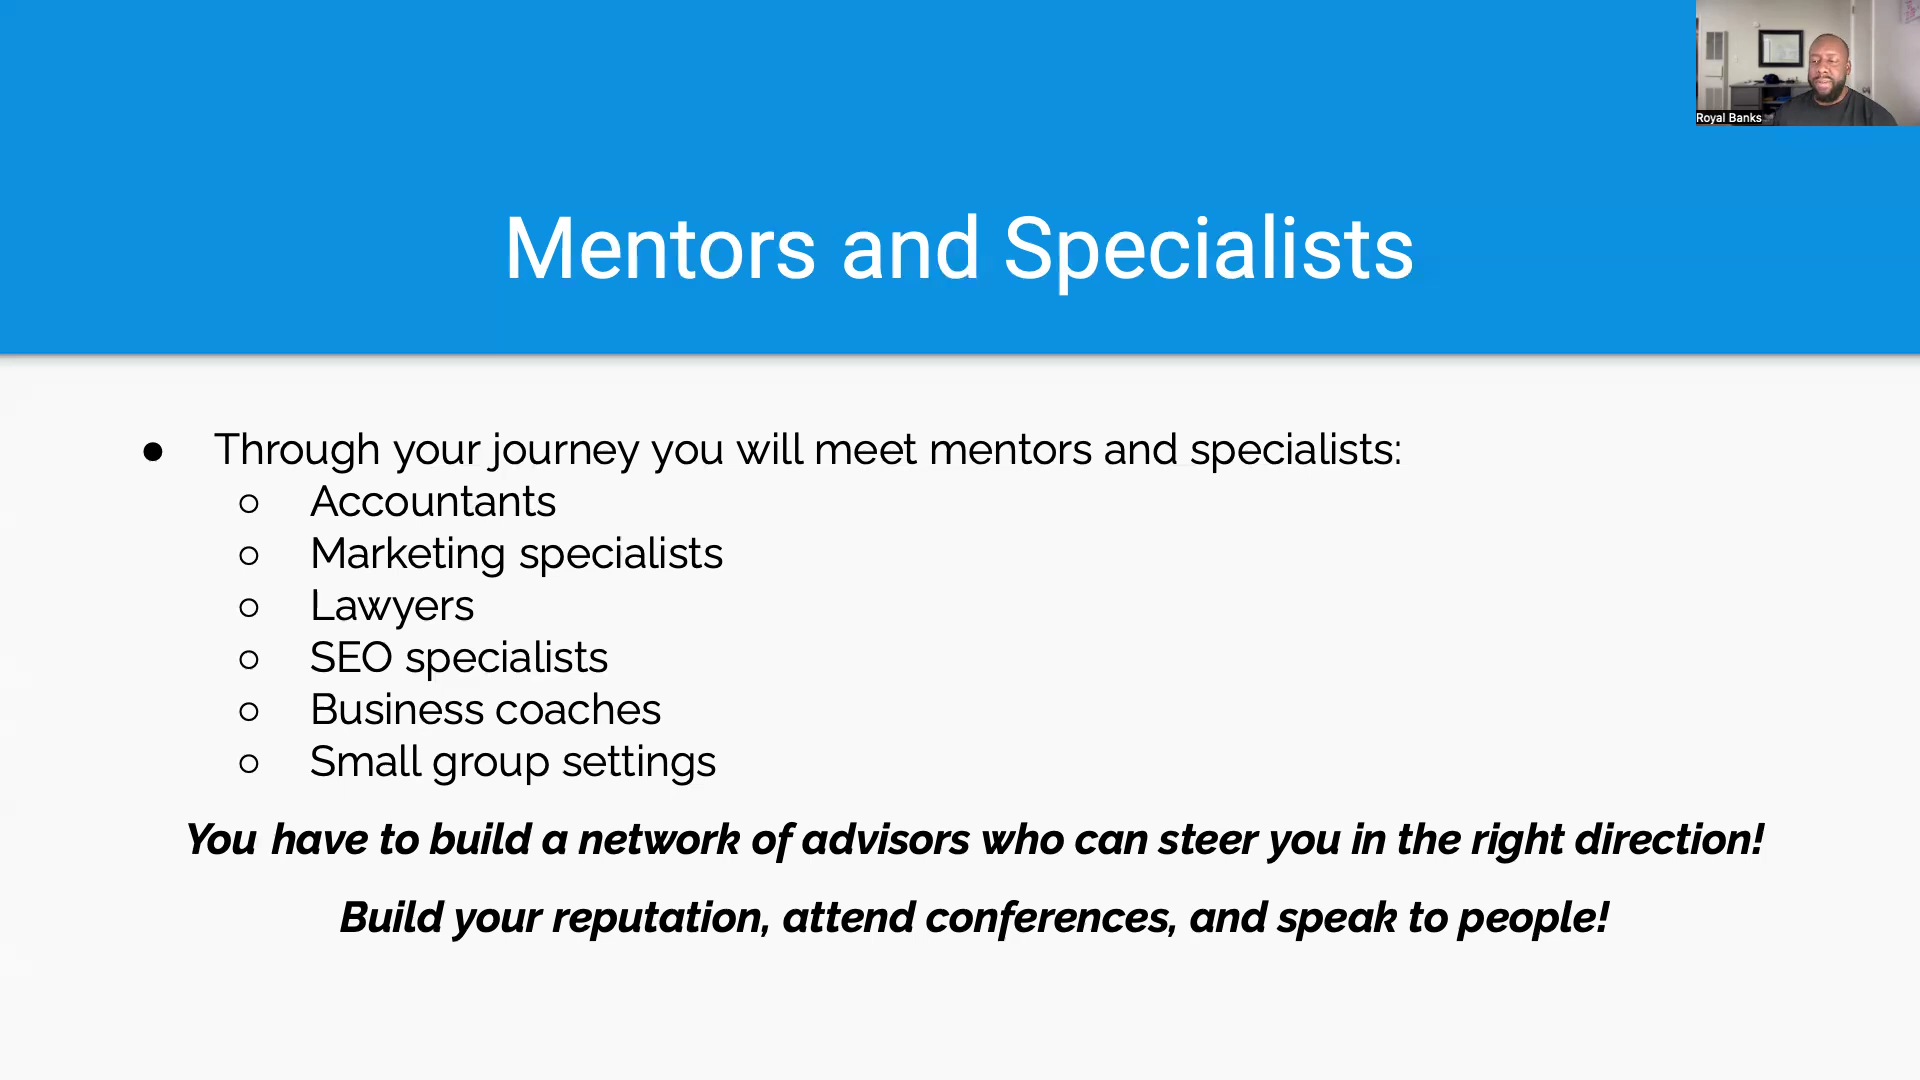 Royal Banks
Mentors and Specialists
● Through your journey you will meet mentors and specialists:
○ Accountants
○ Marketing specialists
○ Lawyers
○ SEO specialists
○ Business coaches
○ Small group settings
You have to build a network of advisors who can steer you in the right direction!
Build your reputation, attend conferences, and speak to people!